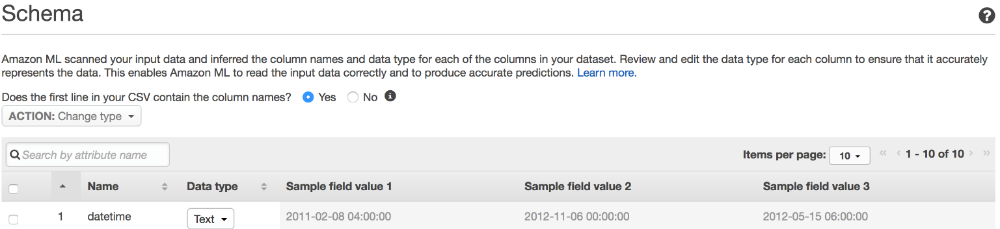 Schema
Amazon ML scanned your input data and inferred the column names and data type for each of the columns in your dataset. Review and edit the data type for each column to ensure that it accurately
represents the data. This enables Amazon ML to read the input data correctly and to produce accurate predictions. Learn more.
Does the first line in your CSV contain the column names? Yes No
ACTION: Change type
Search by attribute name Items per page: 10 « ‹ 1 - 10 of 10 › »
Name Data type Sample field value 1 Sample field value 2 Sample field value 3
1 datetime Text 2011-02-08 04:00:00 2012-11-06 00:00:00 2012-05-15 06:00:00